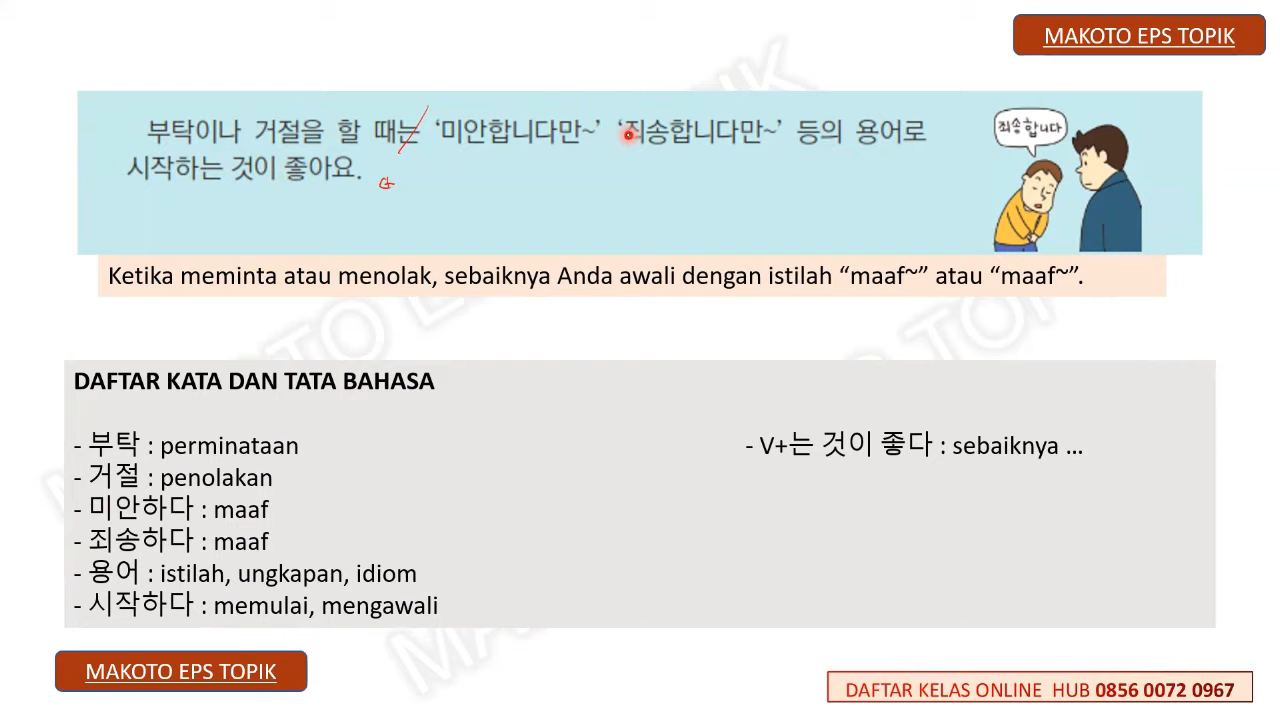 MAKOTO EPS TOPIK
부탁이나 거절을 할 때는 ‘미안합니다만~’ ‘죄송합니다만~’ 등의 용어로
시작하는 것이 좋아요.
죄송합니다
Ketika meminta atau menolak, sebaiknya Anda awali dengan istilah “maaf~” atau “maaf~”.
DAFTAR KATA DAN TATA BAHASA
- 부탁 : perminataan
- 거절 : penolakan
- 미안하다 : maaf
- 죄송하다 : maaf
- 용어 : istilah, ungkapan, idiom
- 시작하다 : memulai, mengawali
- V+는 것이 좋다 : sebaiknya ...
MAKOTO EPS TOPIK
DAFTAR KELAS ONLINE HUB 0856 0072 0967